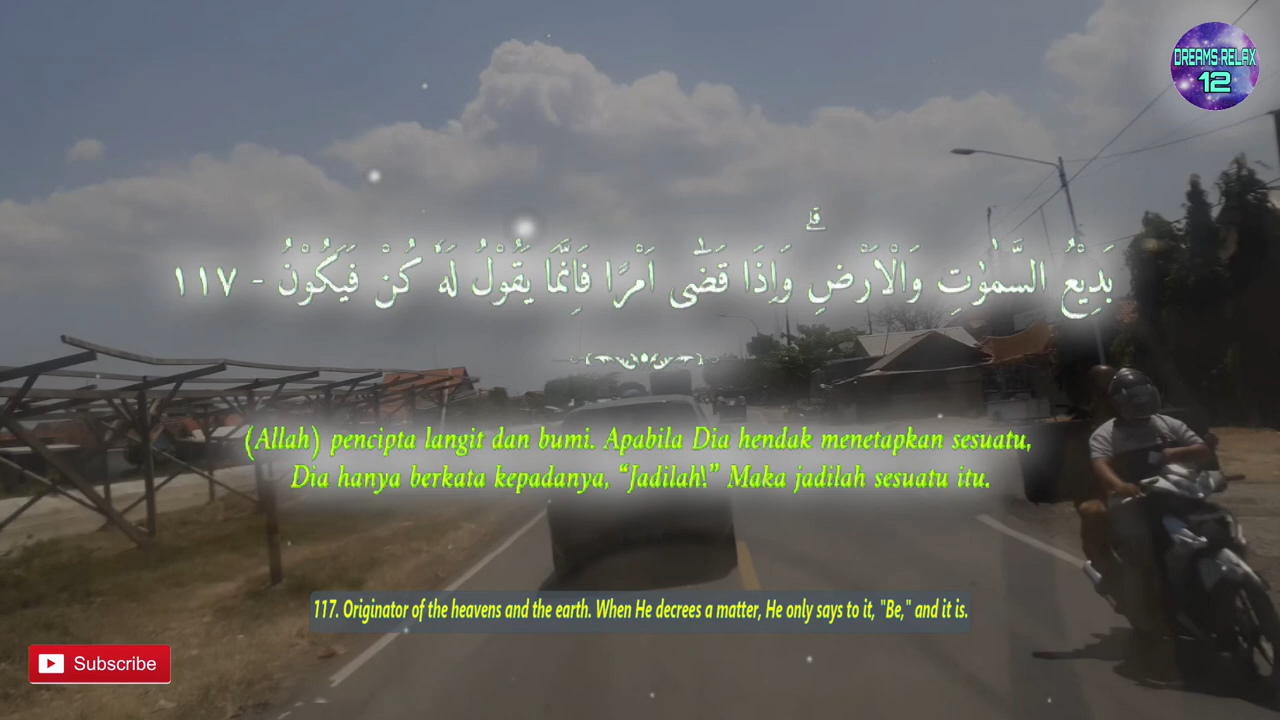 DREAMS RELAX
12
بَدِيْعُ السَّمٰوٰتِ وَالْاَرْضِۗ وَاِذَا قَضٰٓى اَمْرًا فَاِنَّمَا يَقُوْلُ لَهٗ كُنْ فَيَكُوْنُ - ١١٧
(Allah) pencipta langit dan bumi. Apabila Dia hendak menetapkan sesuatu,
Dia hanya berkata kepadanya, “Jadilah!” Maka jadilah sesuatu itu.
117. Originator of the heavens and the earth. When He decrees a matter, He only says to it, "Be," and it is.
Subscribe